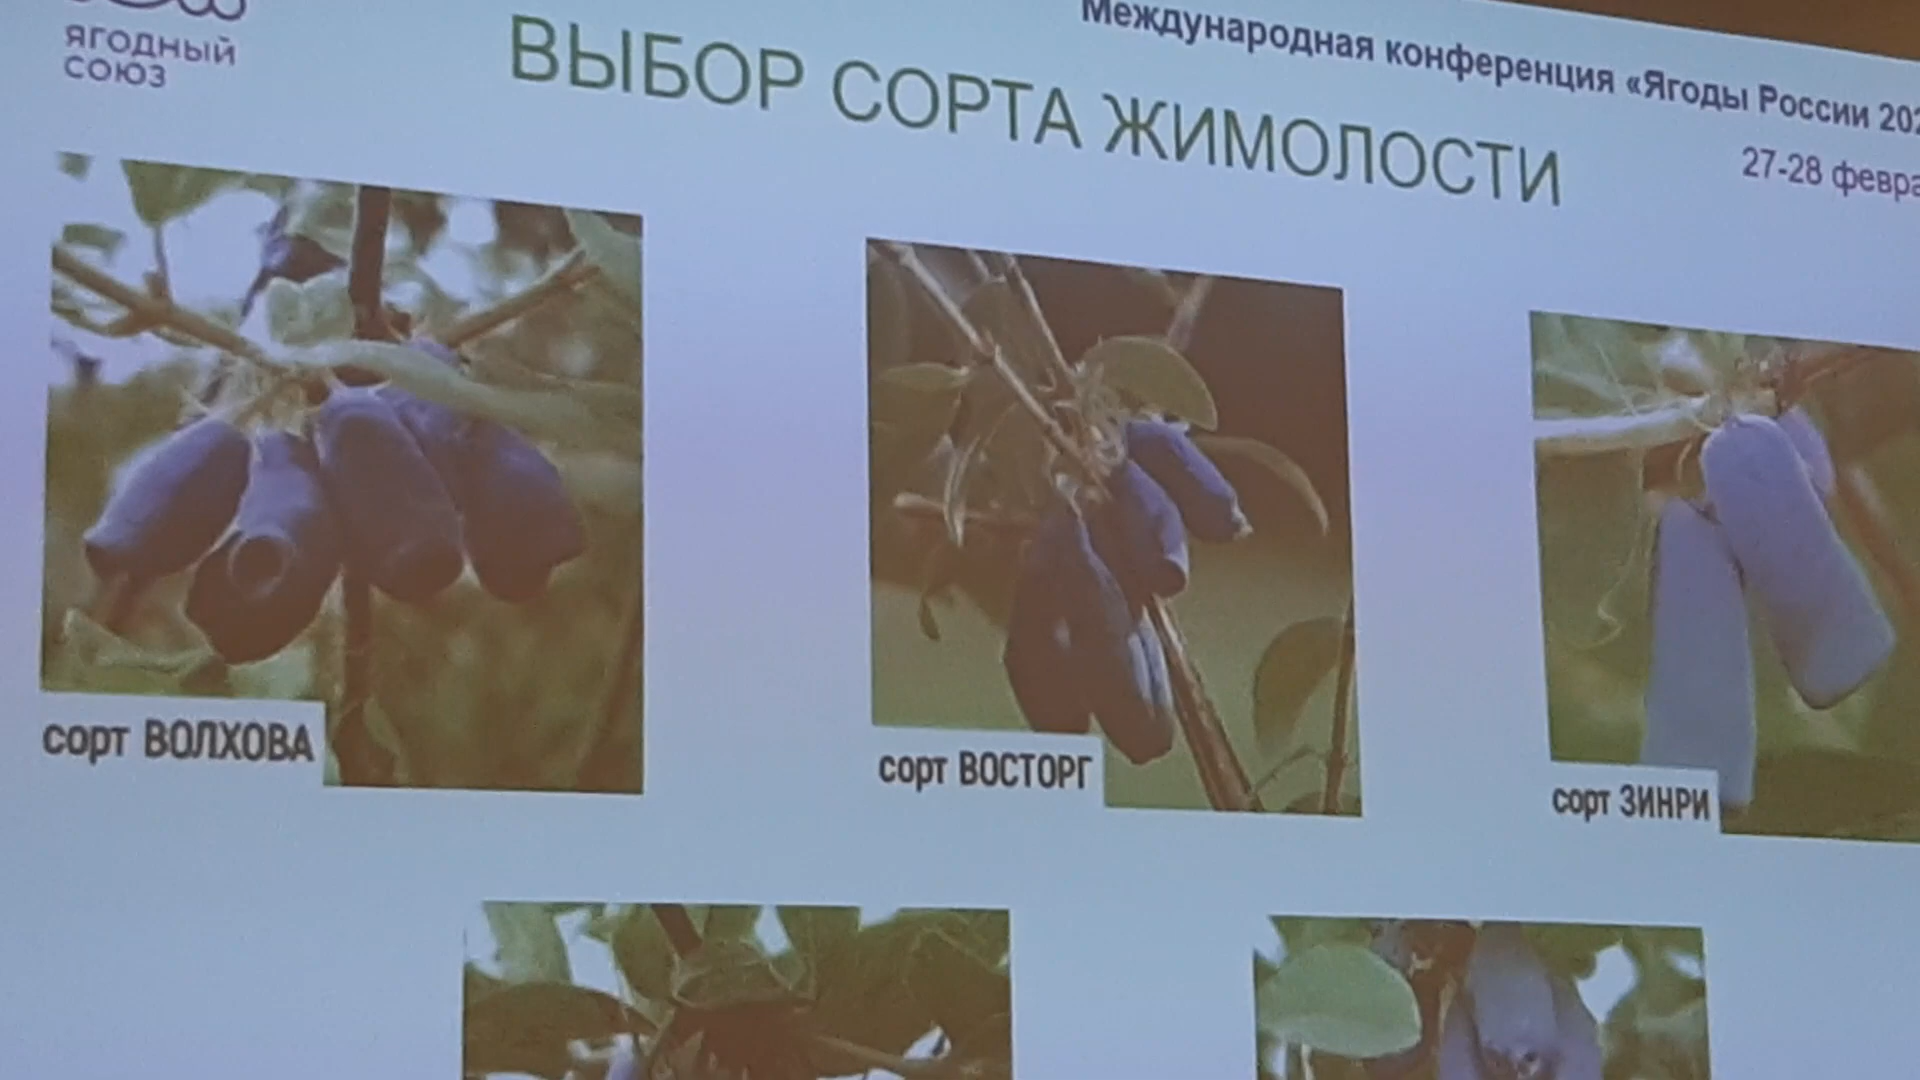 ЯГОДНЫЙ
СОЮЗ
ВЫБОР СОРТА ЖИМОЛОСТИ
Международная конференция «Ягоды России
27-28
сорт ВОЛХОВА
сорт ВОСТОРГ
сорт ЗИНРИ